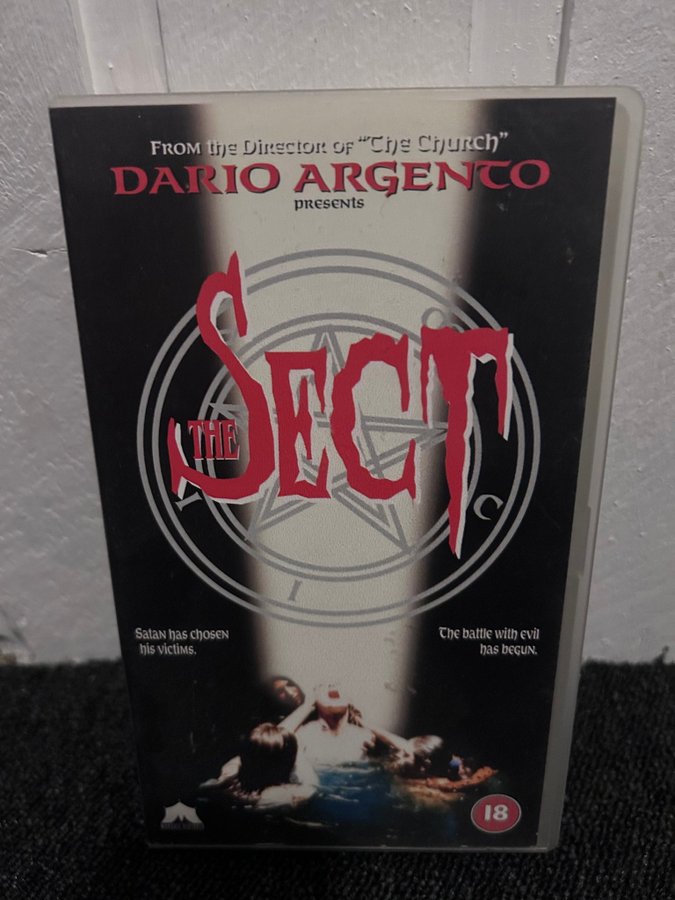 From the Director of "The Church"
DARIO ARGENTO
PRESENTS
THE SECT
I
C
Satan has chosen
his victims.
The battle with evil
has begun.
18